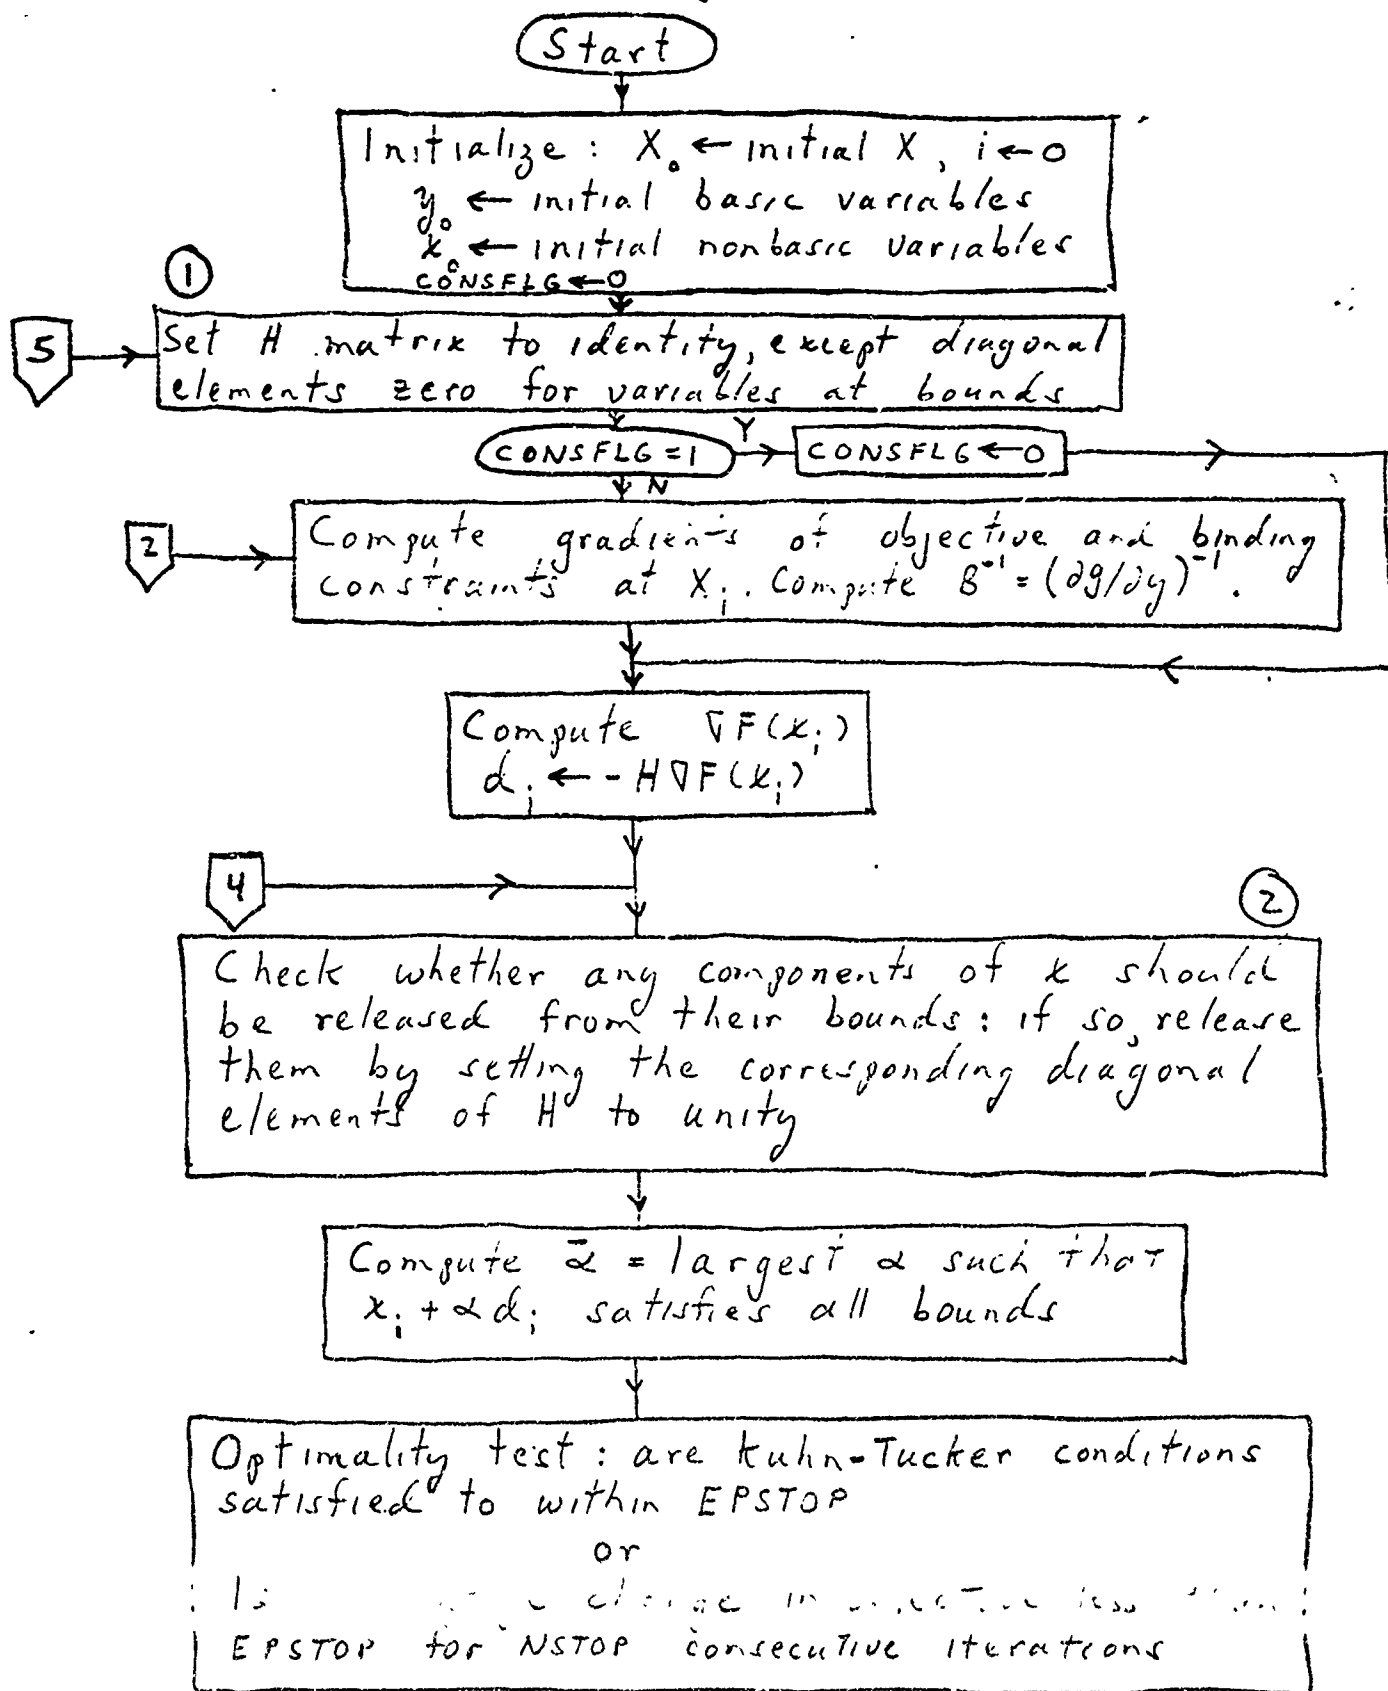 Start
Initialize : X₀ ← initial X, i ← 0
y₀ ← initial basic variables
x₀ ← initial nonbasic variables
CONSFLG ← 0
1
5
Set H matrix to identity, except diagonal
elements zero for variables at bounds
CONSFLG = 1
Y
CONSFLG ← 0
N
2
Compute gradients of objective and binding
constraints at Xᵢ. Compute B⁻¹ = (∂g/∂y)⁻¹.
Compute ∇F(xᵢ)
dᵢ ← - H∇F(xᵢ)
4
2
Check whether any components of x should
be released from their bounds: if so, release
them by setting the corresponding diagonal
elements of H to unity
Compute ᾱ = largest α such that
xᵢ + αdᵢ satisfies all bounds
Optimality test : are Kuhn-Tucker conditions
satisfied to within EPSTOP
or
Is change in less
EPSTOP for NSTOP consecutive iterations